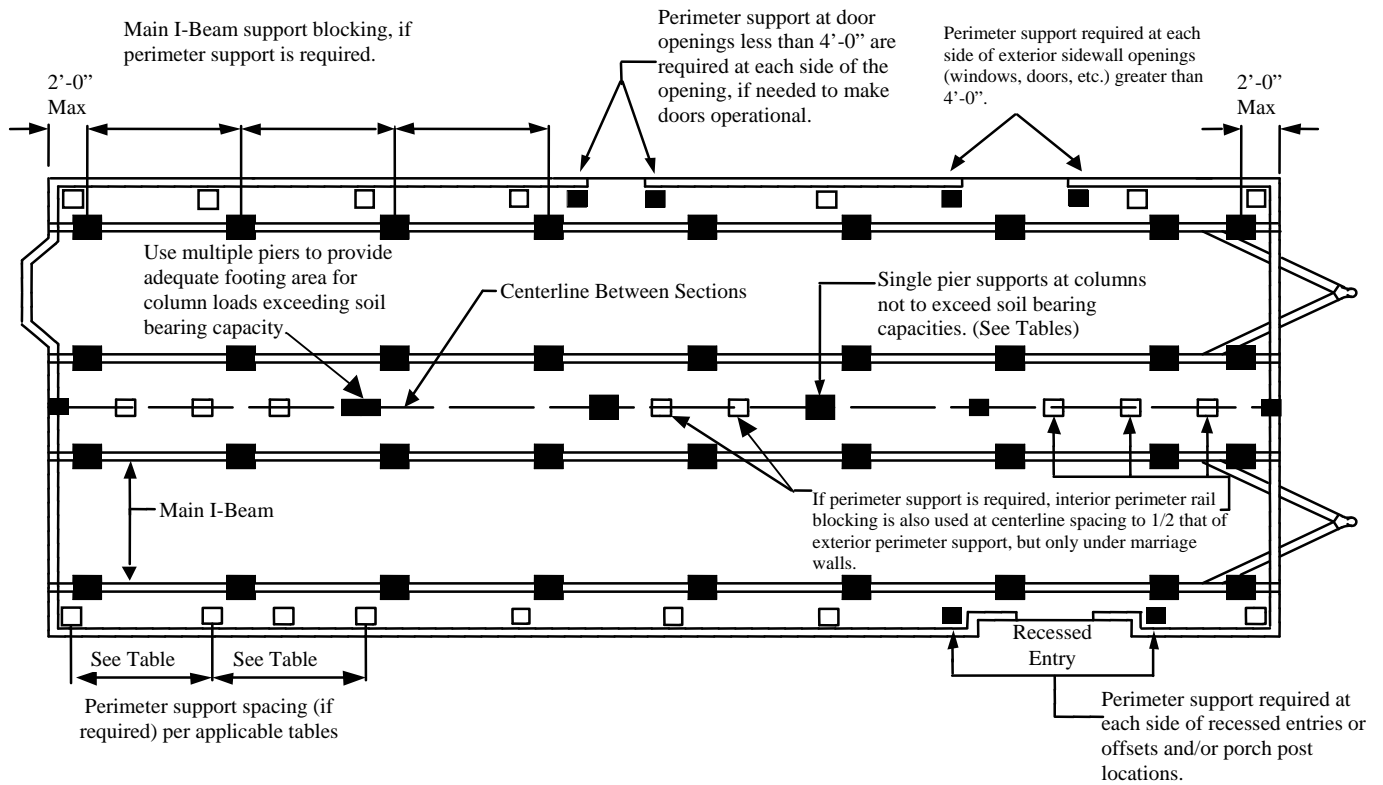 Main I-Beam support blocking, if
perimeter support is required.
Perimeter support at door
openings less than 4’-0” are
required at each side of the
opening, if needed to make
doors operational.
Perimeter support required at each
side of exterior sidewall openings
(windows, doors, etc.) greater than
4’-0”.
2’-0”
Max
2’-0”
Max
Use multiple piers to provide
adequate footing area for
column loads exceeding soil
bearing capacity
Centerline Between Sections
Single pier supports at columns
not to exceed soil bearing
capacities. (See Tables)
Main I-Beam
If perimeter support is required, interior perimeter rail
blocking is also used at centerline spacing to 1/2 that of
exterior perimeter support, but only under marriage
walls.
See Table
See Table
Recessed
Entry
Perimeter support spacing (if
required) per applicable tables
Perimeter support required at
each side of recessed entries or
offsets and/or porch post
locations.